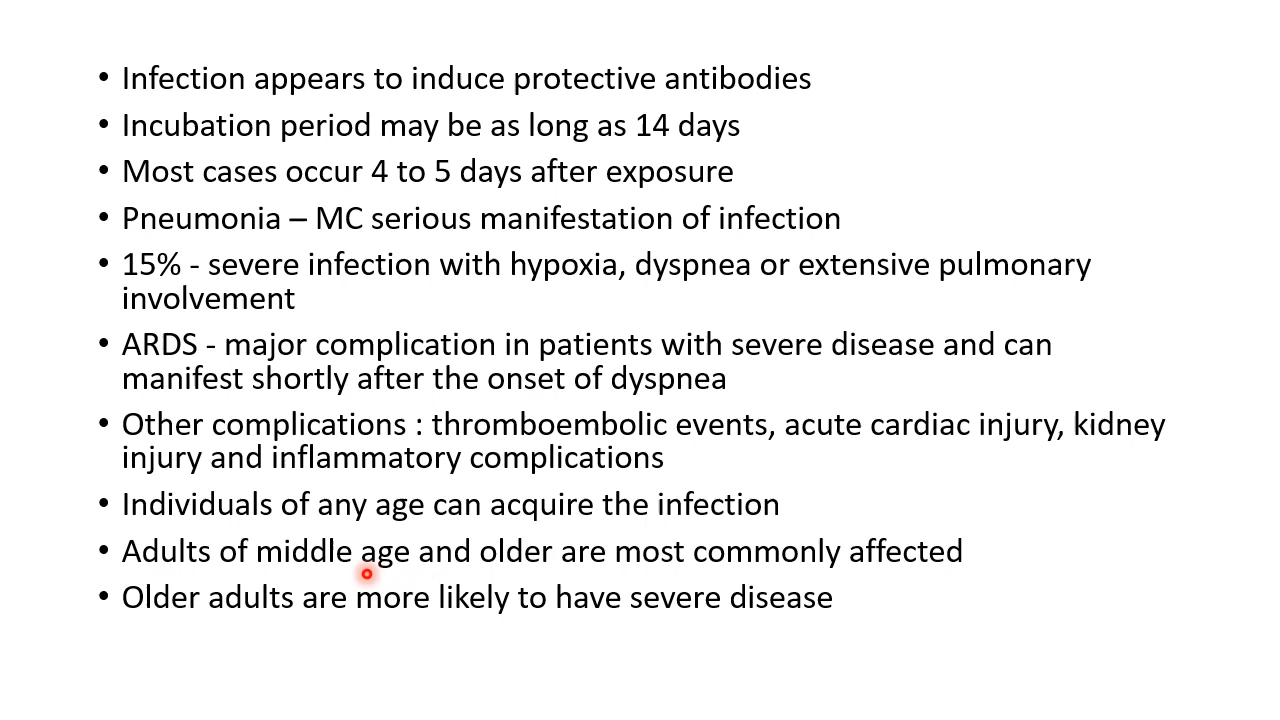 • Infection appears to induce protective antibodies
• Incubation period may be as long as 14 days
• Most cases occur 4 to 5 days after exposure
• Pneumonia – MC serious manifestation of infection
• 15% - severe infection with hypoxia, dyspnea or extensive pulmonary
involvement
• ARDS - major complication in patients with severe disease and can
manifest shortly after the onset of dyspnea
• Other complications : thromboembolic events, acute cardiac injury, kidney
injury and inflammatory complications
• Individuals of any age can acquire the infection
• Adults of middle age and older are most commonly affected
• Older adults are more likely to have severe disease